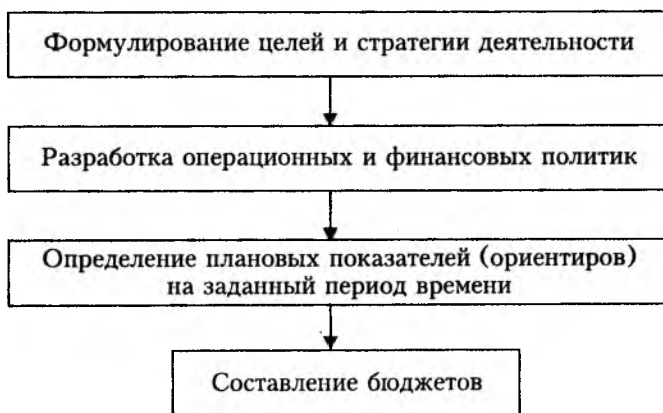 Формулирование целей и стратегии деятельности
Разработка операционных и финансовых политик
Определение плановых показателей (ориентиров)
на заданный период времени
Составление бюджетов